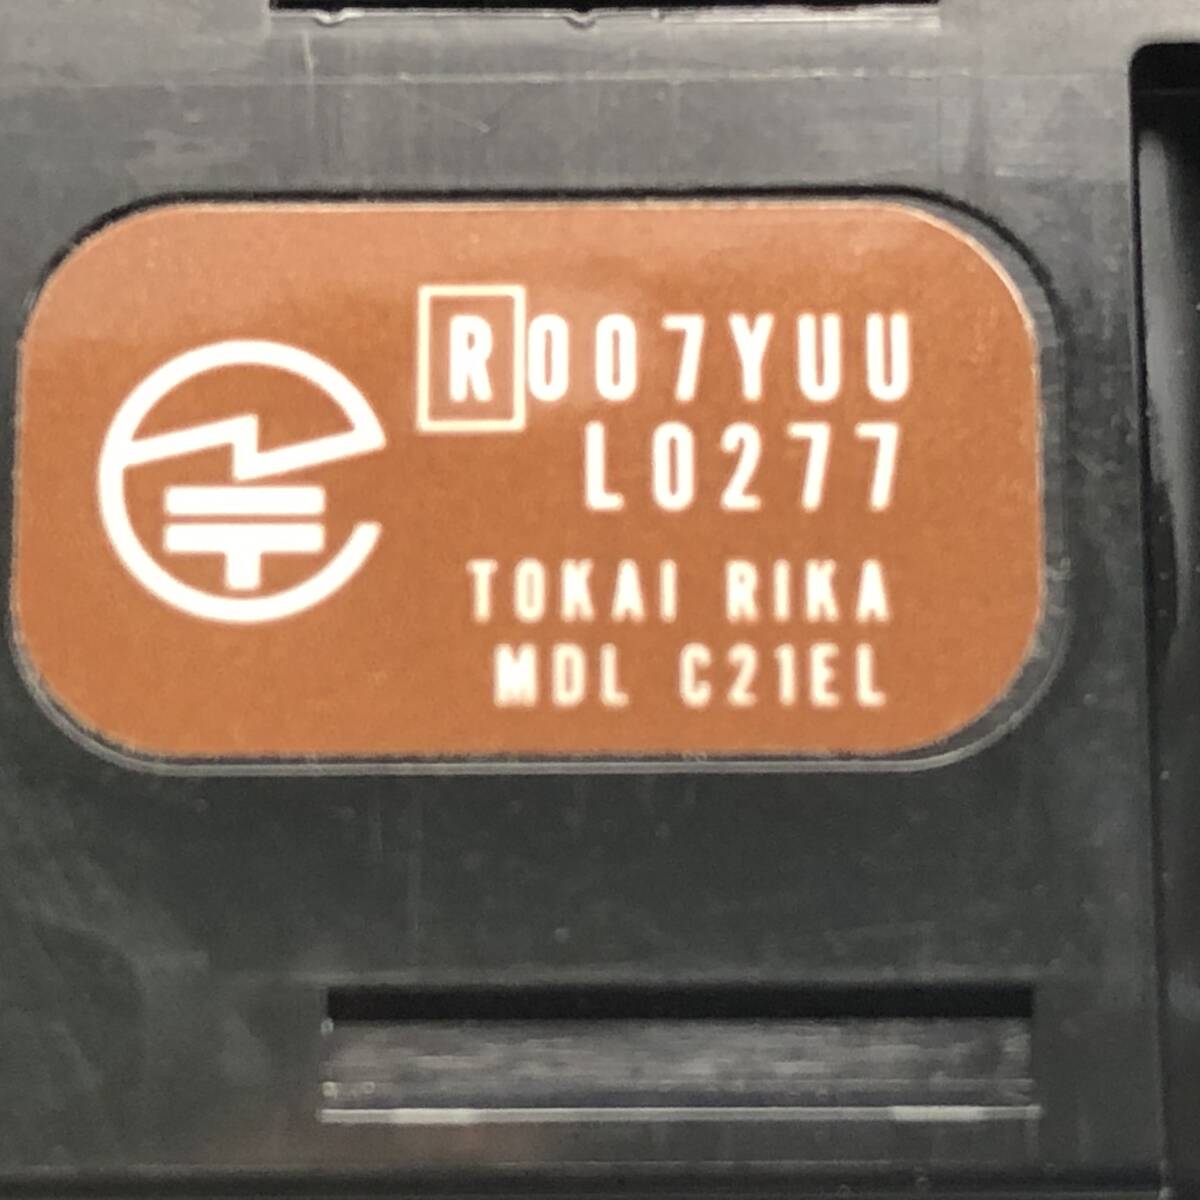 R007YUU
L0277
TOKAI RIKA
MDL C21EL